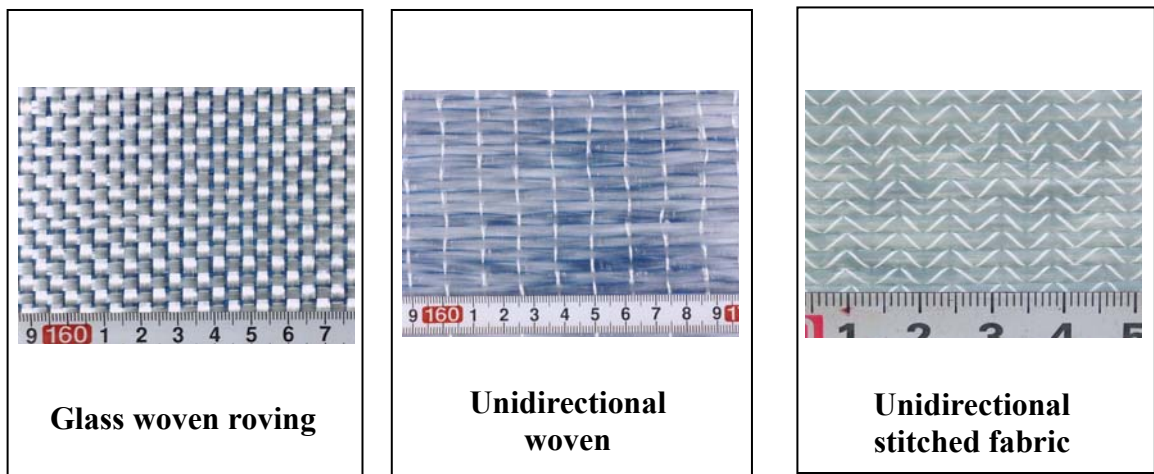 9 160 1 2 3 4 5 6 7
9 160 1 2 3 4 5 6 7 8 9 1
1 2 3 4 5
Glass woven roving
Unidirectional
woven
Unidirectional
stitched fabric